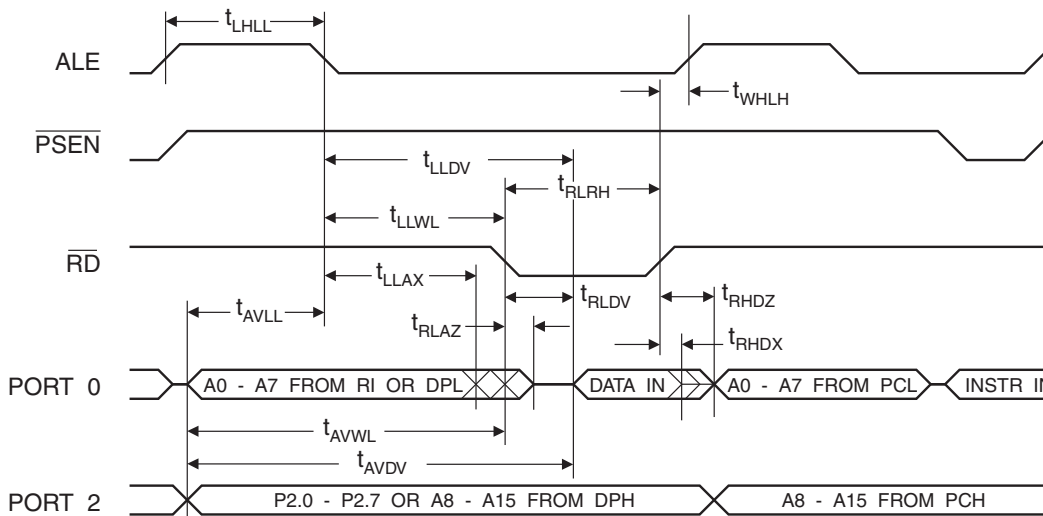 tLHLL
ALE
tWHLH
PSEN
tLLDV
tRLRH
tLLWL
RD
tLLAX
tRLDV
tRHDZ
tAVLL
tRLAZ
tRHDX
PORT 0
A0 - A7 FROM RI OR DPL
DATA IN
A0 - A7 FROM PCL
INSTR IN
tAVWL
tAVDV
PORT 2
P2.0 - P2.7 OR A8 - A15 FROM DPH
A8 - A15 FROM PCH